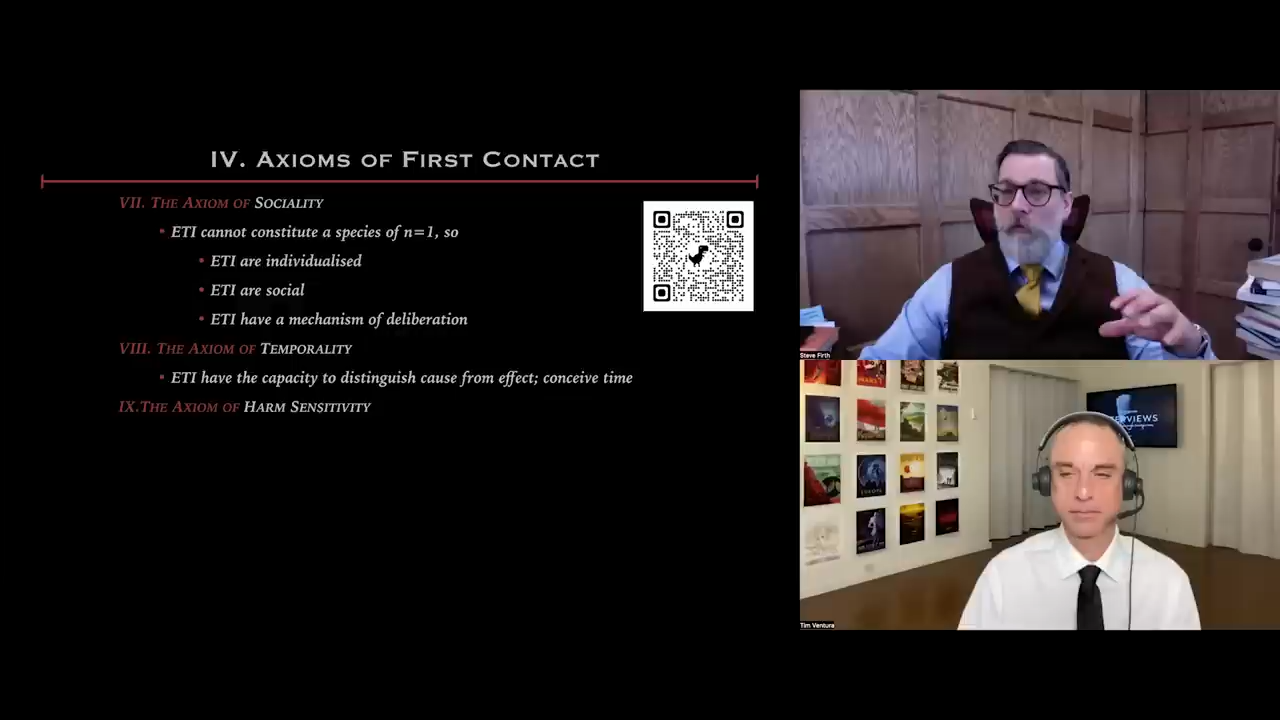 IV. Axioms of First Contact
VII. The Axiom of Sociality
• ETI cannot constitute a species of n=1, so
• ETI are individualised
• ETI are social
• ETI have a mechanism of deliberation
VIII. The Axiom of Temporality
• ETI have the capacity to distinguish cause from effect; conceive time
IX.The Axiom of Harm Sensitivity
Steve Firth
Tim Ventura